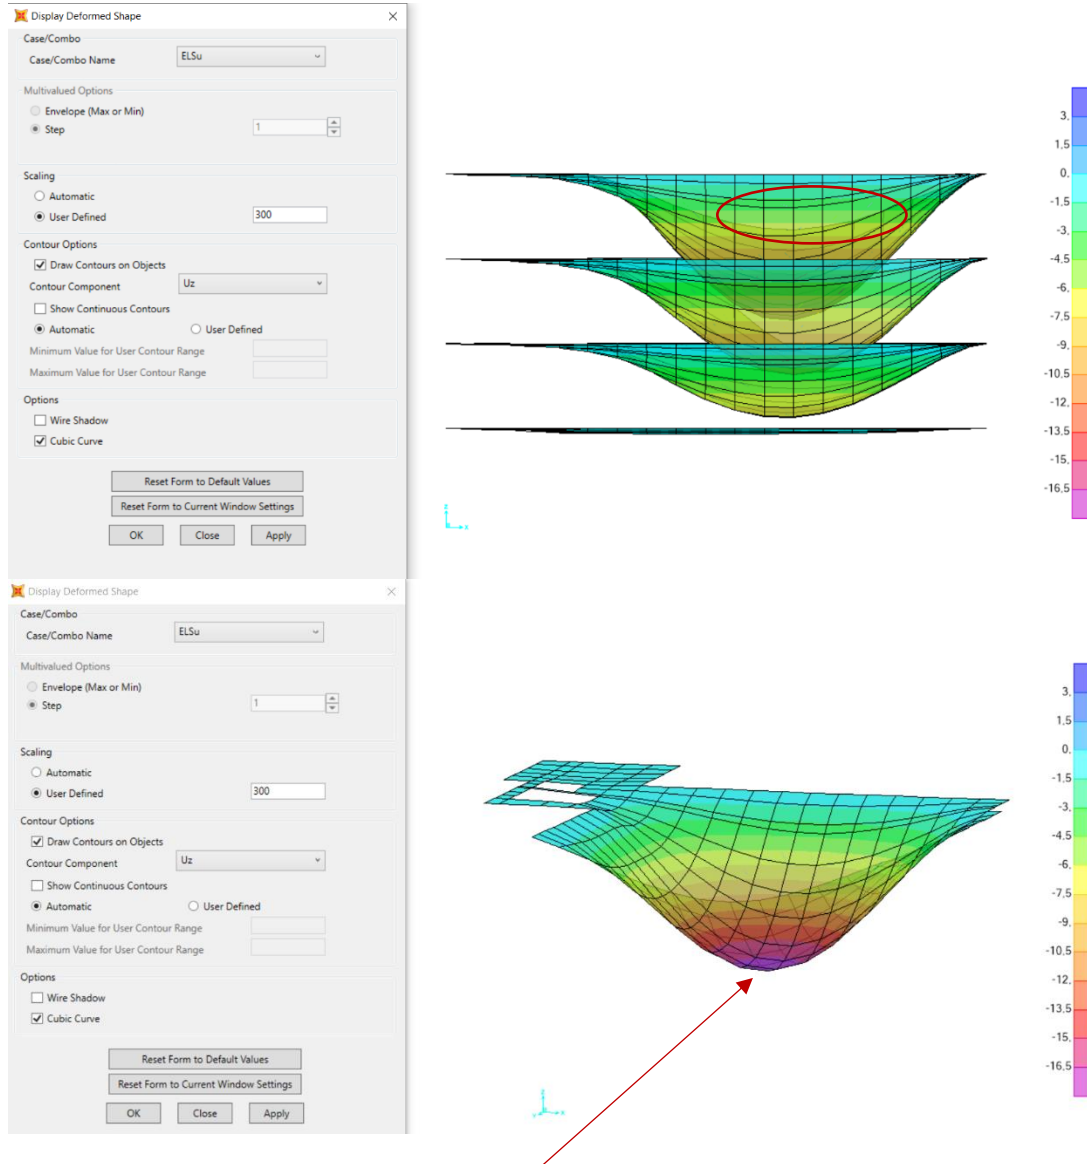 Display Deformed Shape
Case/Combo
Case/Combo Name
ELSu
Multivalued Options
Envelope (Max or Min)
Step
1
Scaling
Automatic
User Defined
300
Contour Options
Draw Contours on Objects
Contour Component
Uz
Show Continuous Contours
Automatic
User Defined
Minimum Value for User Contour Range
Maximum Value for User Contour Range
Options
Wire Shadow
Cubic Curve
Reset Form to Default Values
Reset Form to Current Window Settings
OK
Close
Apply
3,
1,5
0,
-1,5
-3,
-4,5
-6,
-7,5
-9,
-10,5
-12,
-13,5
-15,
-16,5
Z
X
Display Deformed Shape
Case/Combo
Case/Combo Name
ELSu
Multivalued Options
Envelope (Max or Min)
Step
1
Scaling
Automatic
User Defined
300
Contour Options
Draw Contours on Objects
Contour Component
Uz
Show Continuous Contours
Automatic
User Defined
Minimum Value for User Contour Range
Maximum Value for User Contour Range
Options
Wire Shadow
Cubic Curve
Reset Form to Default Values
Reset Form to Current Window Settings
OK
Close
Apply
3,
1,5
0,
-1,5
-3,
-4,5
-6,
-7,5
-9,
-10,5
-12,
-13,5
-15,
-16,5
Z
Y
X